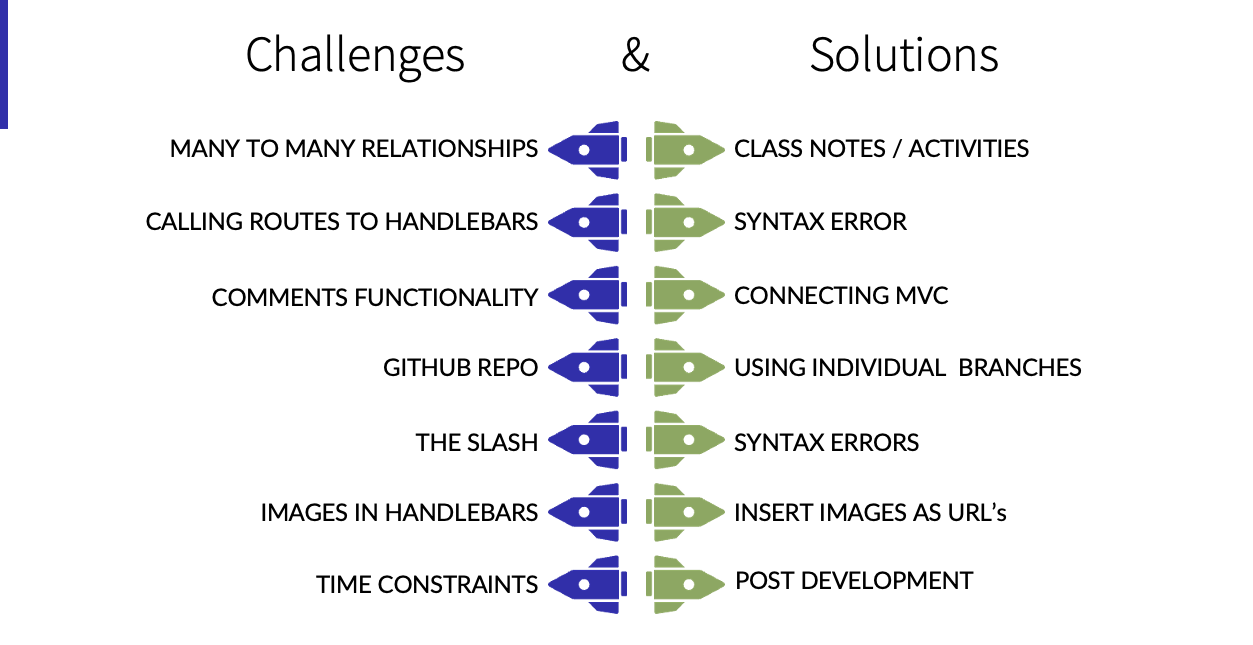 Challenges & Solutions
MANY TO MANY RELATIONSHIPS CLASS NOTES / ACTIVITIES
CALLING ROUTES TO HANDLEBARS SYNTAX ERROR
COMMENTS FUNCTIONALITY CONNECTING MVC
GITHUB REPO USING INDIVIDUAL  BRANCHES
THE SLASH SYNTAX ERRORS
IMAGES IN HANDLEBARS INSERT IMAGES AS URL’s
TIME CONSTRAINTS POST DEVELOPMENT